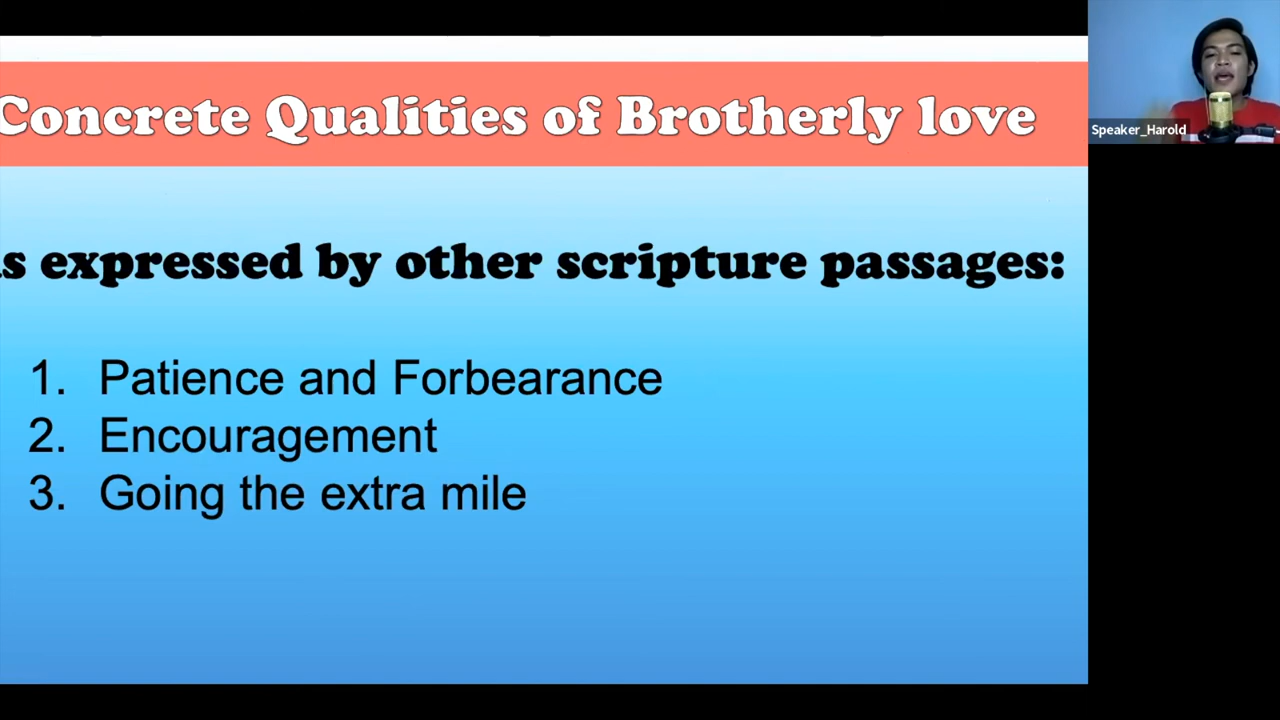 Concrete Qualities of Brotherly love
Speaker_Harold
expressed by other scripture passages:
1. Patience and Forbearance
2. Encouragement
3. Going the extra mile